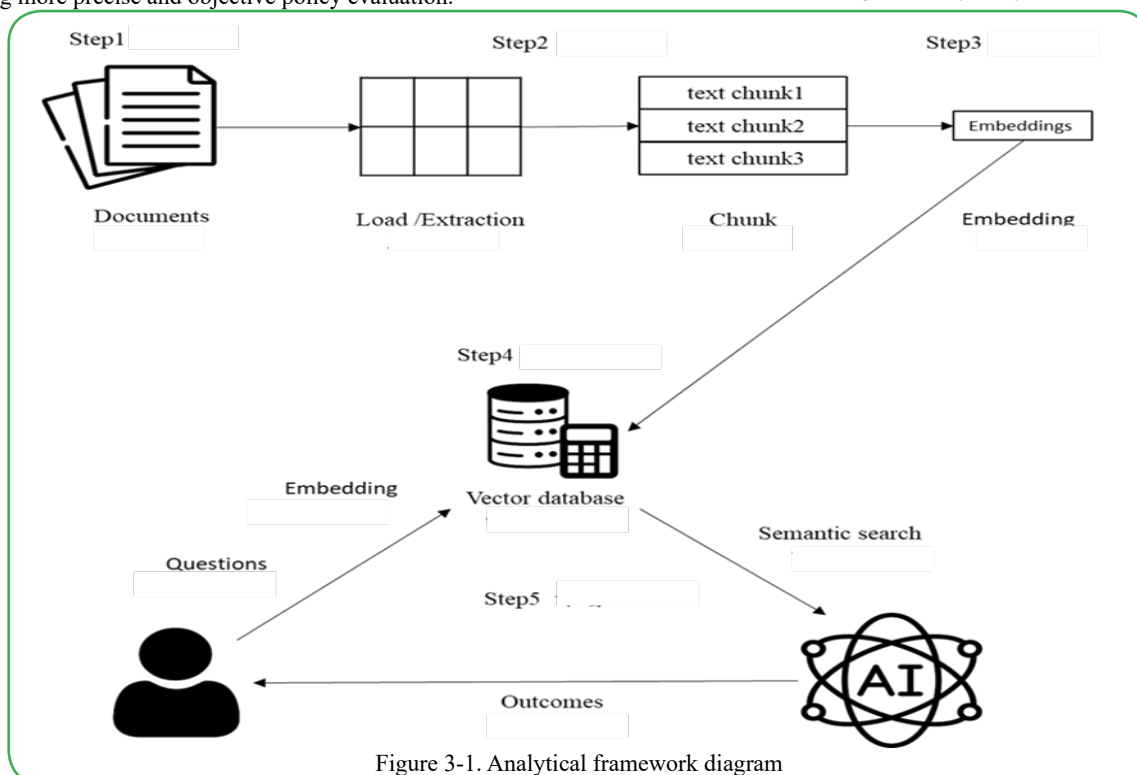 g more precise and objective policy evaluation.
Step1
Step2
Step3
text chunk1
text chunk2
text chunk3
Embeddings
Documents
Load /Extraction
Chunk
Embedding
Step4
Vector database
Embedding
Questions
Semantic search
Step5
AI
Outcomes
Figure 3-1. Analytical framework diagram